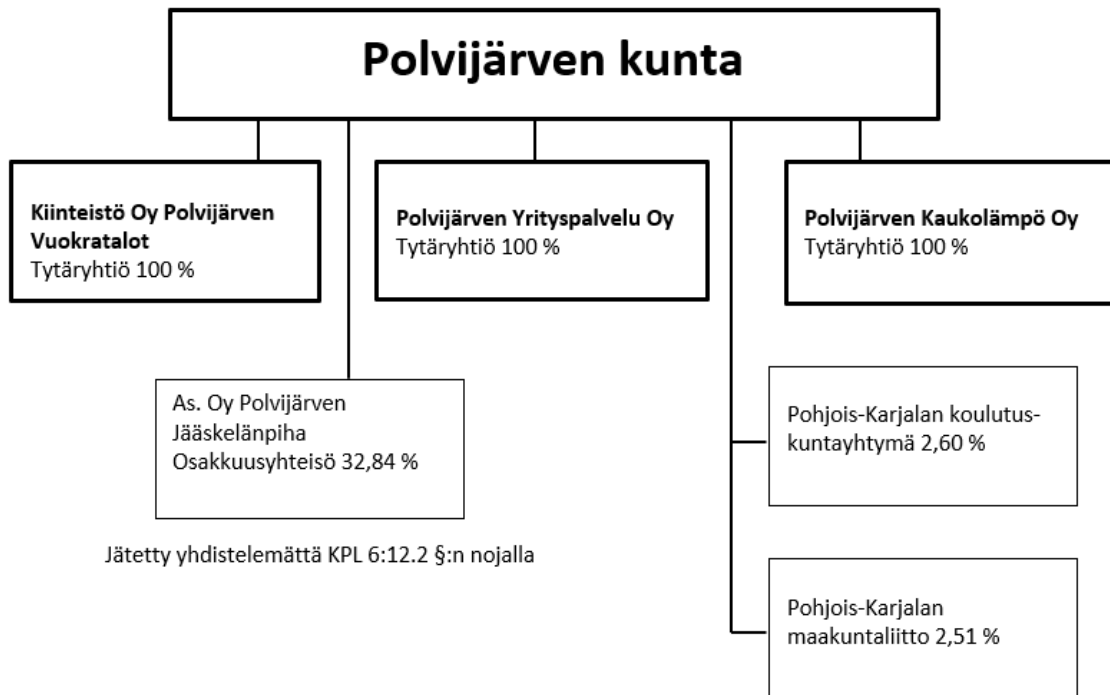 Polvijärven kunta
Kiinteistö Oy Polvijärven
Vuokratalot
Tytäryhtiö 100 %
Polvijärven Yrityspalvelu Oy
Tytäryhtiö 100 %
Polvijärven Kaukolämpö Oy
Tytäryhtiö 100 %
As. Oy Polvijärven
Jääskelänpiha
Osakkuusyhteisö 32,84 %
Jätetty yhdistelemättä KPL 6:12.2 §:n nojalla
Pohjois-Karjalan koulutus-
kuntayhtymä 2,60 %
Pohjois-Karjalan
maakuntaliitto 2,51 %